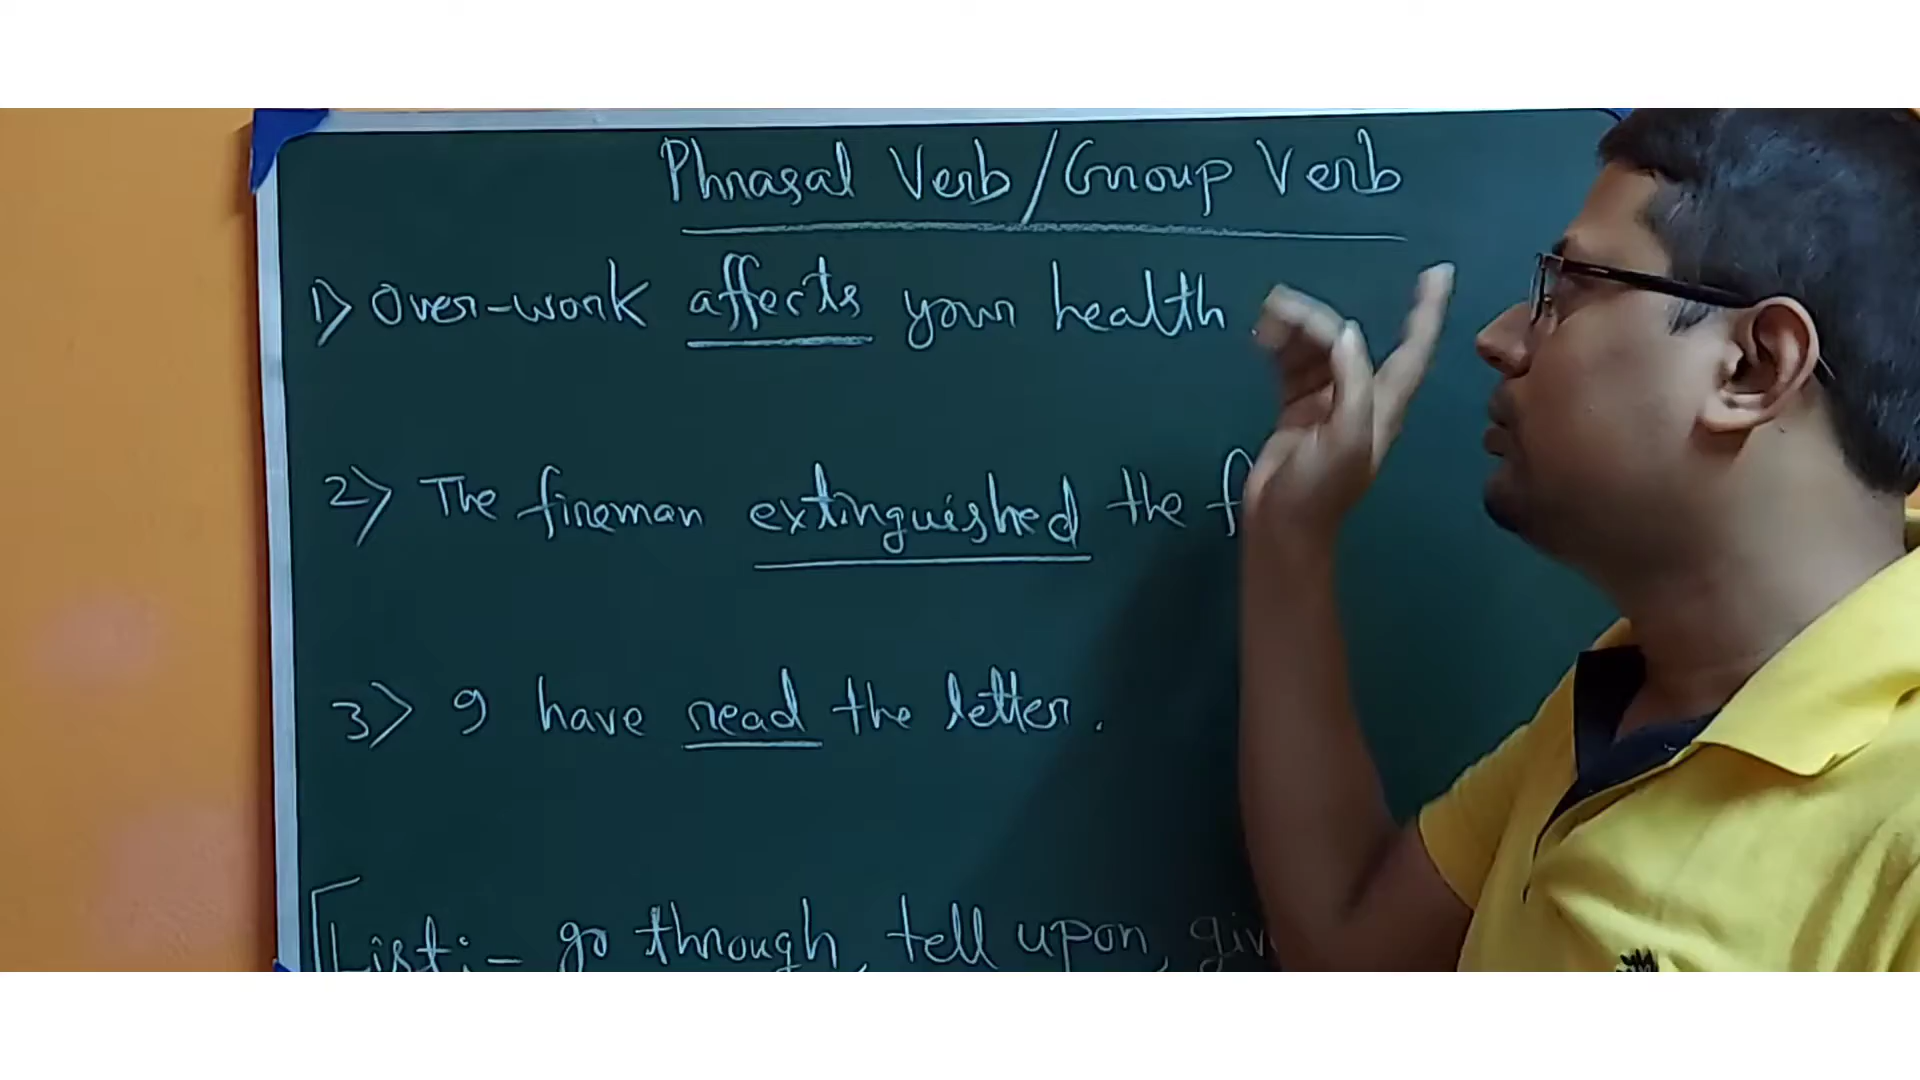 Phrasal Verb/Group Verb
1) Over-work affects your health
2) The fireman extinguished the
3) I have read the letter.
[List:- go through, tell upon,